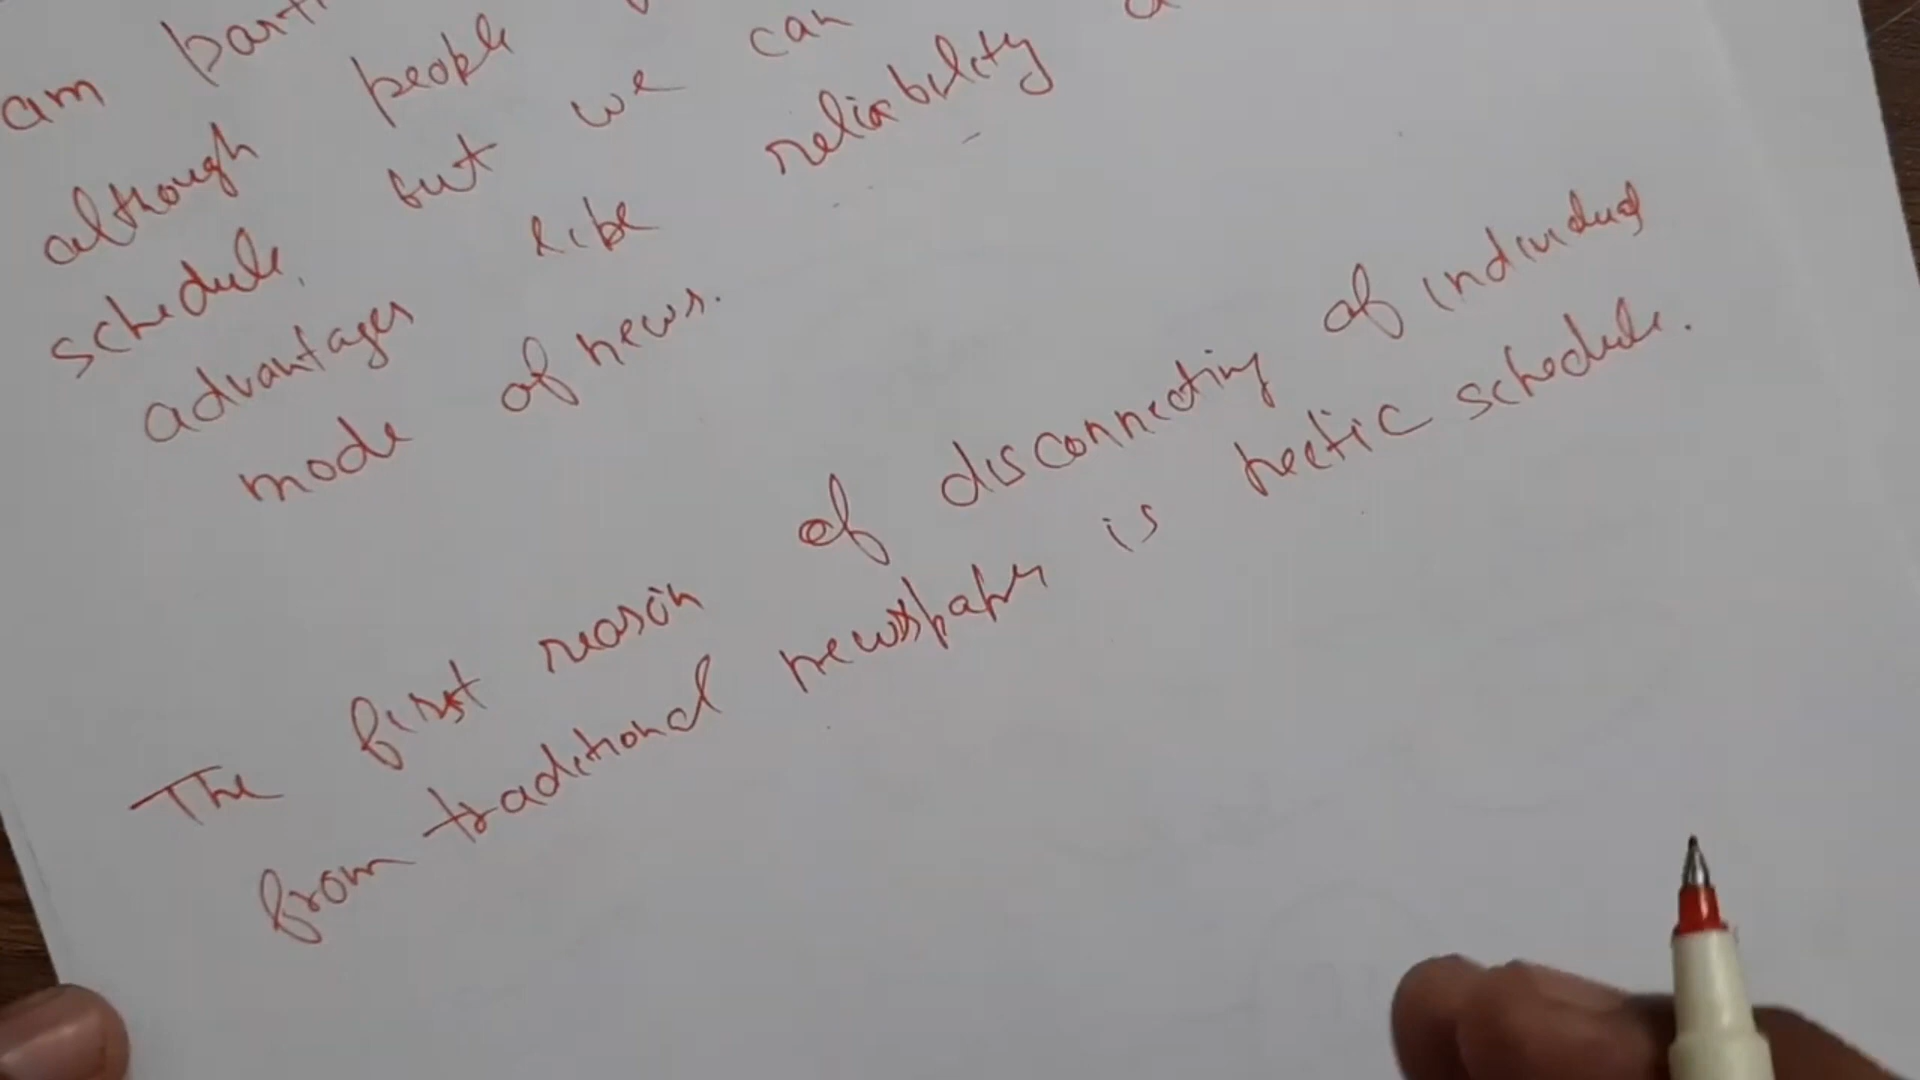 am
although people
schedule, but we can
advantages like reliability
mode of news.
The first reason of disconnecting of individual
from traditional newspaper is hectic schedule.